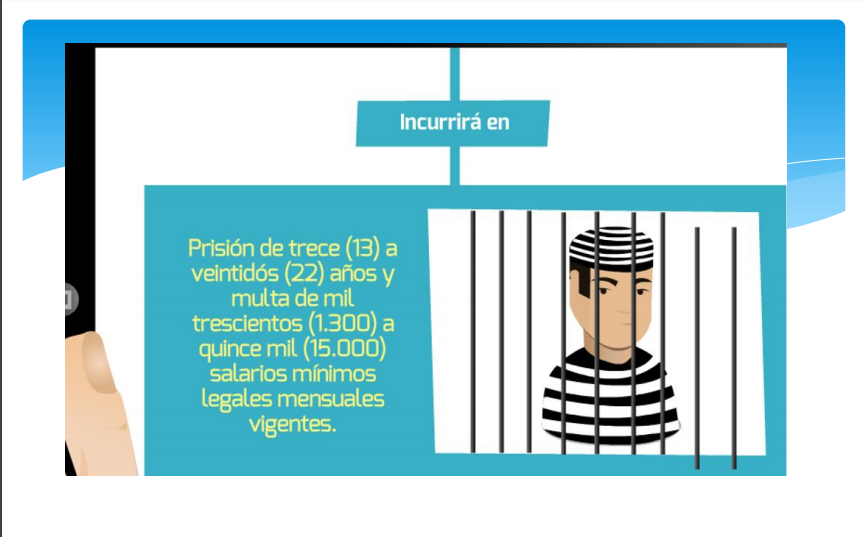 Incurrirá en
Prisión de trece (13) a
veintidós (22) años y
multa de mil
trescientos (1.300) a
quince mil (15.000)
salarios mínimos
legales mensuales
vigentes.